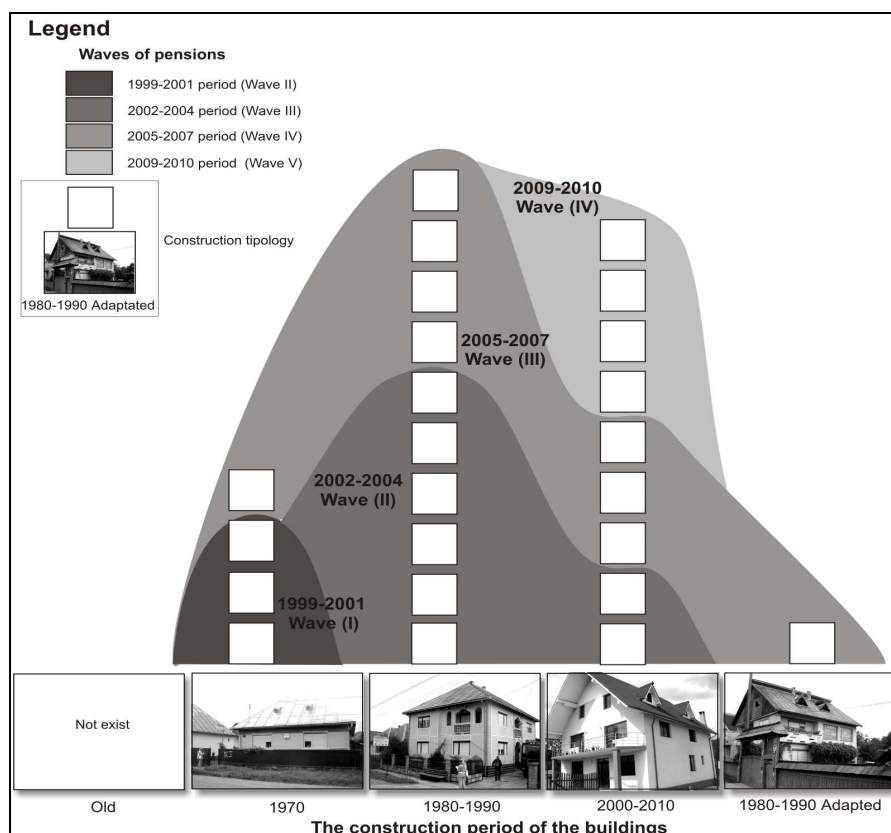 Legend
Waves of pensions
1999-2001 period (Wave II)
2002-2004 period (Wave III)
2005-2007 period (Wave IV)
2009-2010 period (Wave V)
Construction tipology
1980-1990 Adaptated
2009-2010
Wave (IV)
2005-2007
Wave (III)
2002-2004
Wave (II)
1999-2001
Wave (I)
Not exist
Old
1970
1980-1990
2000-2010
1980-1990 Adapted
The construction period of the buildings